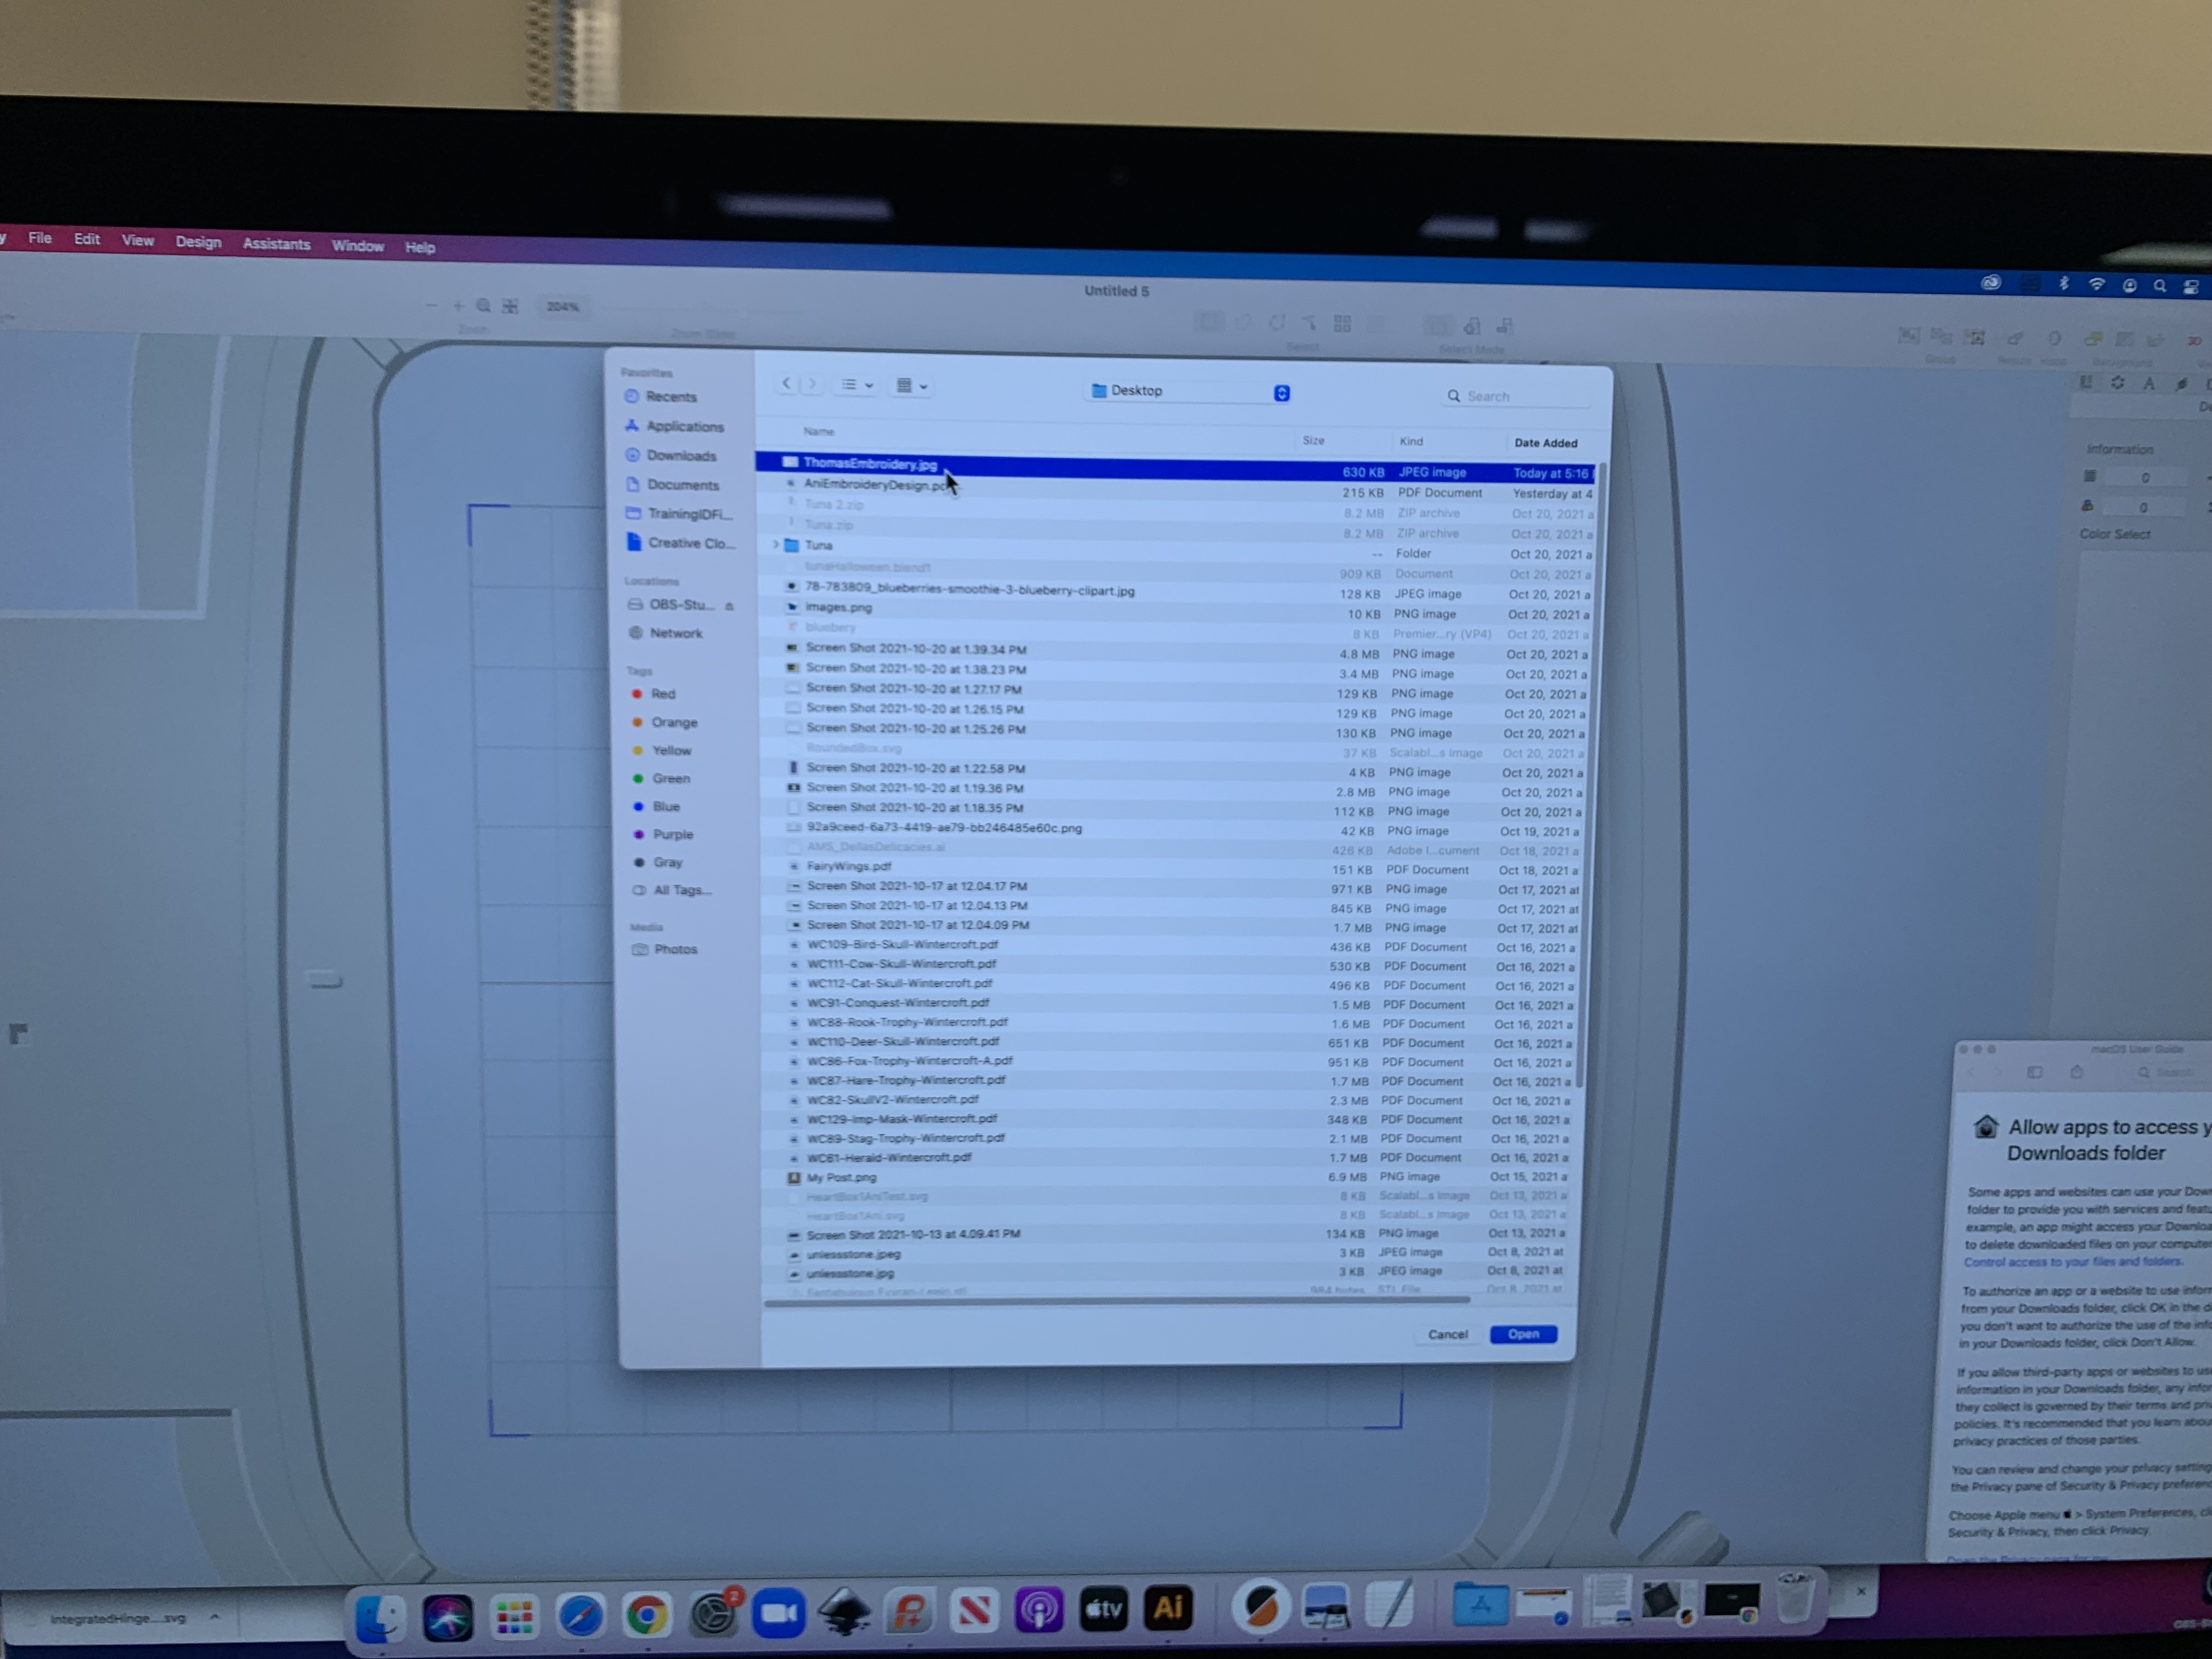 File Edit View Design Assistants Window Help
Untitled 5
204%
Zoom
Zoom Slider
Select
Select Mode
Group
Favorites
Recents
Applications
Downloads
Documents
TrainingIDFi...
Creative Clo...
Locations
OBS-Stu...
Network
Tags
Red
Orange
Yellow
Green
Blue
Purple
Gray
All Tags...
Media
Photos
Desktop
Search
Name Size Kind Date Added
ThomasEmbroidery.jpg 630 KB JPEG image Today at 5:16
AniEmbroideryDesign.pd 215 KB PDF Document Yesterday at 4
Tuna 2.zip 8.2 MB ZIP archive Oct 20, 2021 a
Tuna.zip 8.2 MB ZIP archive Oct 20, 2021 a
Tuna -- Folder Oct 20, 2021 a
tunaHalloween.blend1 909 KB Document Oct 20, 2021 a
78-783809_blueberries-smoothie-3-blueberry-clipart.jpg 128 KB JPEG image Oct 20, 2021 a
images.png 10 KB PNG image Oct 20, 2021 a
bluebery 8 KB Premier...ry (VP4) Oct 20, 2021 a
Screen Shot 2021-10-20 at 1.39.34 PM 4.8 MB PNG image Oct 20, 2021 a
Screen Shot 2021-10-20 at 1.38.23 PM 3.4 MB PNG image Oct 20, 2021 a
Screen Shot 2021-10-20 at 1.27.17 PM 129 KB PNG image Oct 20, 2021 a
Screen Shot 2021-10-20 at 1.26.15 PM 129 KB PNG image Oct 20, 2021 a
Screen Shot 2021-10-20 at 1.25.26 PM 130 KB PNG image Oct 20, 2021 a
RoundedBox.svg 37 KB Scalabl...s image Oct 20, 2021 a
Screen Shot 2021-10-20 at 1.22.58 PM 4 KB PNG image Oct 20, 2021 a
Screen Shot 2021-10-20 at 1.19.36 PM 2.8 MB PNG image Oct 20, 2021 a
Screen Shot 2021-10-20 at 1.18.35 PM 112 KB PNG image Oct 20, 2021 a
92a9ceed-6a73-4419-ae79-bb246485e60c.png 42 KB PNG image Oct 19, 2021 a
AMS_DellasDelicacies.ai 426 KB Adobe I...cument Oct 18, 2021 a
FairyWings.pdf 151 KB PDF Document Oct 18, 2021 a
Screen Shot 2021-10-17 at 12.04.17 PM 971 KB PNG image Oct 17, 2021 at
Screen Shot 2021-10-17 at 12.04.13 PM 845 KB PNG image Oct 17, 2021 at
Screen Shot 2021-10-17 at 12.04.09 PM 1.7 MB PNG image Oct 17, 2021 at
WC109-Bird-Skull-Wintercroft.pdf 436 KB PDF Document Oct 16, 2021 a
WC111-Cow-Skull-Wintercroft.pdf 530 KB PDF Document Oct 16, 2021 a
WC112-Cat-Skull-Wintercroft.pdf 496 KB PDF Document Oct 16, 2021 a
WC91-Conquest-Wintercroft.pdf 1.5 MB PDF Document Oct 16, 2021 a
WC88-Rook-Trophy-Wintercroft.pdf 1.6 MB PDF Document Oct 16, 2021 a
WC110-Deer-Skull-Wintercroft.pdf 651 KB PDF Document Oct 16, 2021 a
WC86-Fox-Trophy-Wintercroft-A.pdf 951 KB PDF Document Oct 16, 2021 a
WC87-Hare-Trophy-Wintercroft.pdf 1.7 MB PDF Document Oct 16, 2021 a
WC82-SkullV2-Wintercroft.pdf 2.3 MB PDF Document Oct 16, 2021 a
WC129-Imp-Mask-Wintercroft.pdf 348 KB PDF Document Oct 16, 2021 a
WC89-Stag-Trophy-Wintercroft.pdf 2.1 MB PDF Document Oct 16, 2021 a
WC61-Herald-Wintercroft.pdf 1.7 MB PDF Document Oct 16, 2021 a
My Post.png 6.9 MB PNG image Oct 15, 2021 a
HeartBox1AniTest.svg 8 KB Scalabl...s image Oct 13, 2021 a
HeartBox1Ani.svg 8 KB Scalabl...s image Oct 13, 2021 a
Screen Shot 2021-10-13 at 4.09.41 PM 134 KB PNG image Oct 13, 2021 a
unlessstone.jpeg 3 KB JPEG image Oct 8, 2021 at
unlessstone.jpg 3 KB JPEG image Oct 8, 2021 at
984 bytes STL File Oct 8, 2021 at
Cancel Open
Information
0
0
Color Select
macOS User Guide
Search
Allow apps to access y
Downloads folder
Some apps and websites can use your Dow
folder to provide you with services and featu
example, an app might access your Downloa
to delete downloaded files on your compute
Control access to your files and folders.
To authorize an app or a website to use infor
from your Downloads folder, click OK in the d
you don't want to authorize the use of the info
in your Downloads folder, click Don't Allow.
If you allow third-party apps or websites to us
information in your Downloads folder, any infor
they collect is governed by their terms and priv
policies. It's recommended that you learn abou
privacy practices of those parties.
You can review and change your privacy setting
the Privacy pane of Security & Privacy preferenc
Choose Apple menu > System Preferences, cli
Security & Privacy, then click Privacy.
integratedHinge....svg
2
tv
Ai